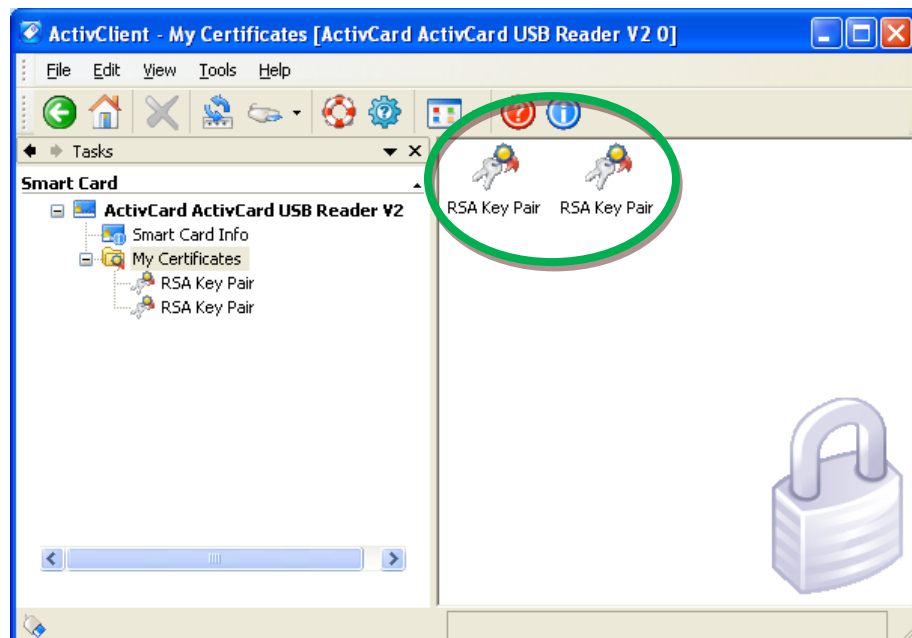 ActivClient - My Certificates [ActivCard ActivCard USB Reader V2 0]
File Edit View Tools Help
Tasks
Smart Card
ActivCard ActivCard USB Reader V2
Smart Card Info
My Certificates
RSA Key Pair
RSA Key Pair
RSA Key Pair RSA Key Pair